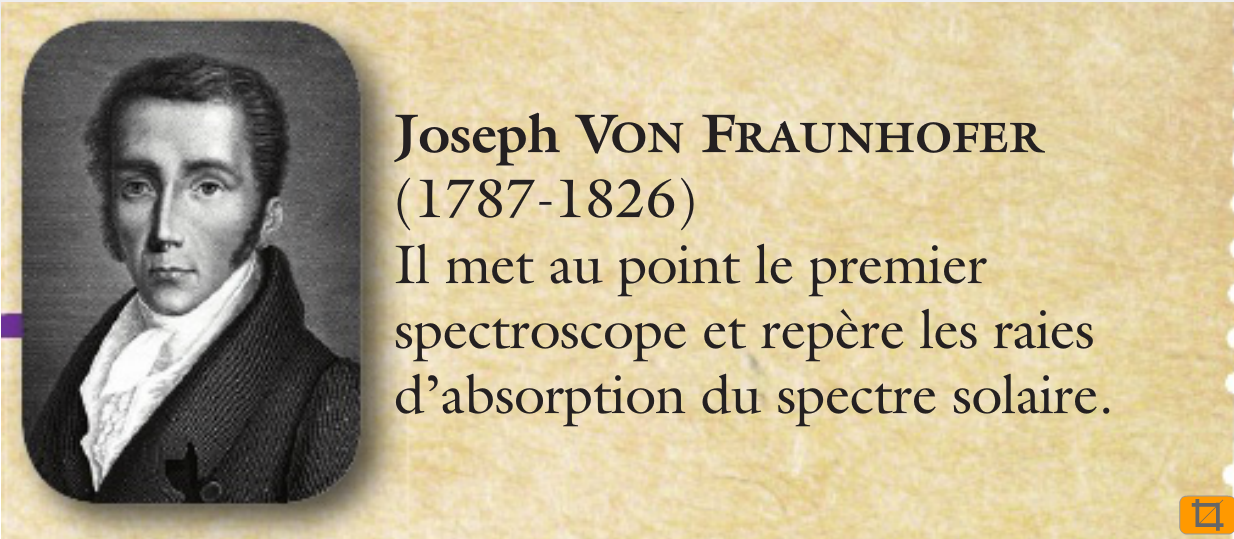 Joseph VON FRAUNHOFER
(1787-1826)
Il met au point le premier
spectroscope et repère les raies
d’absorption du spectre solaire.